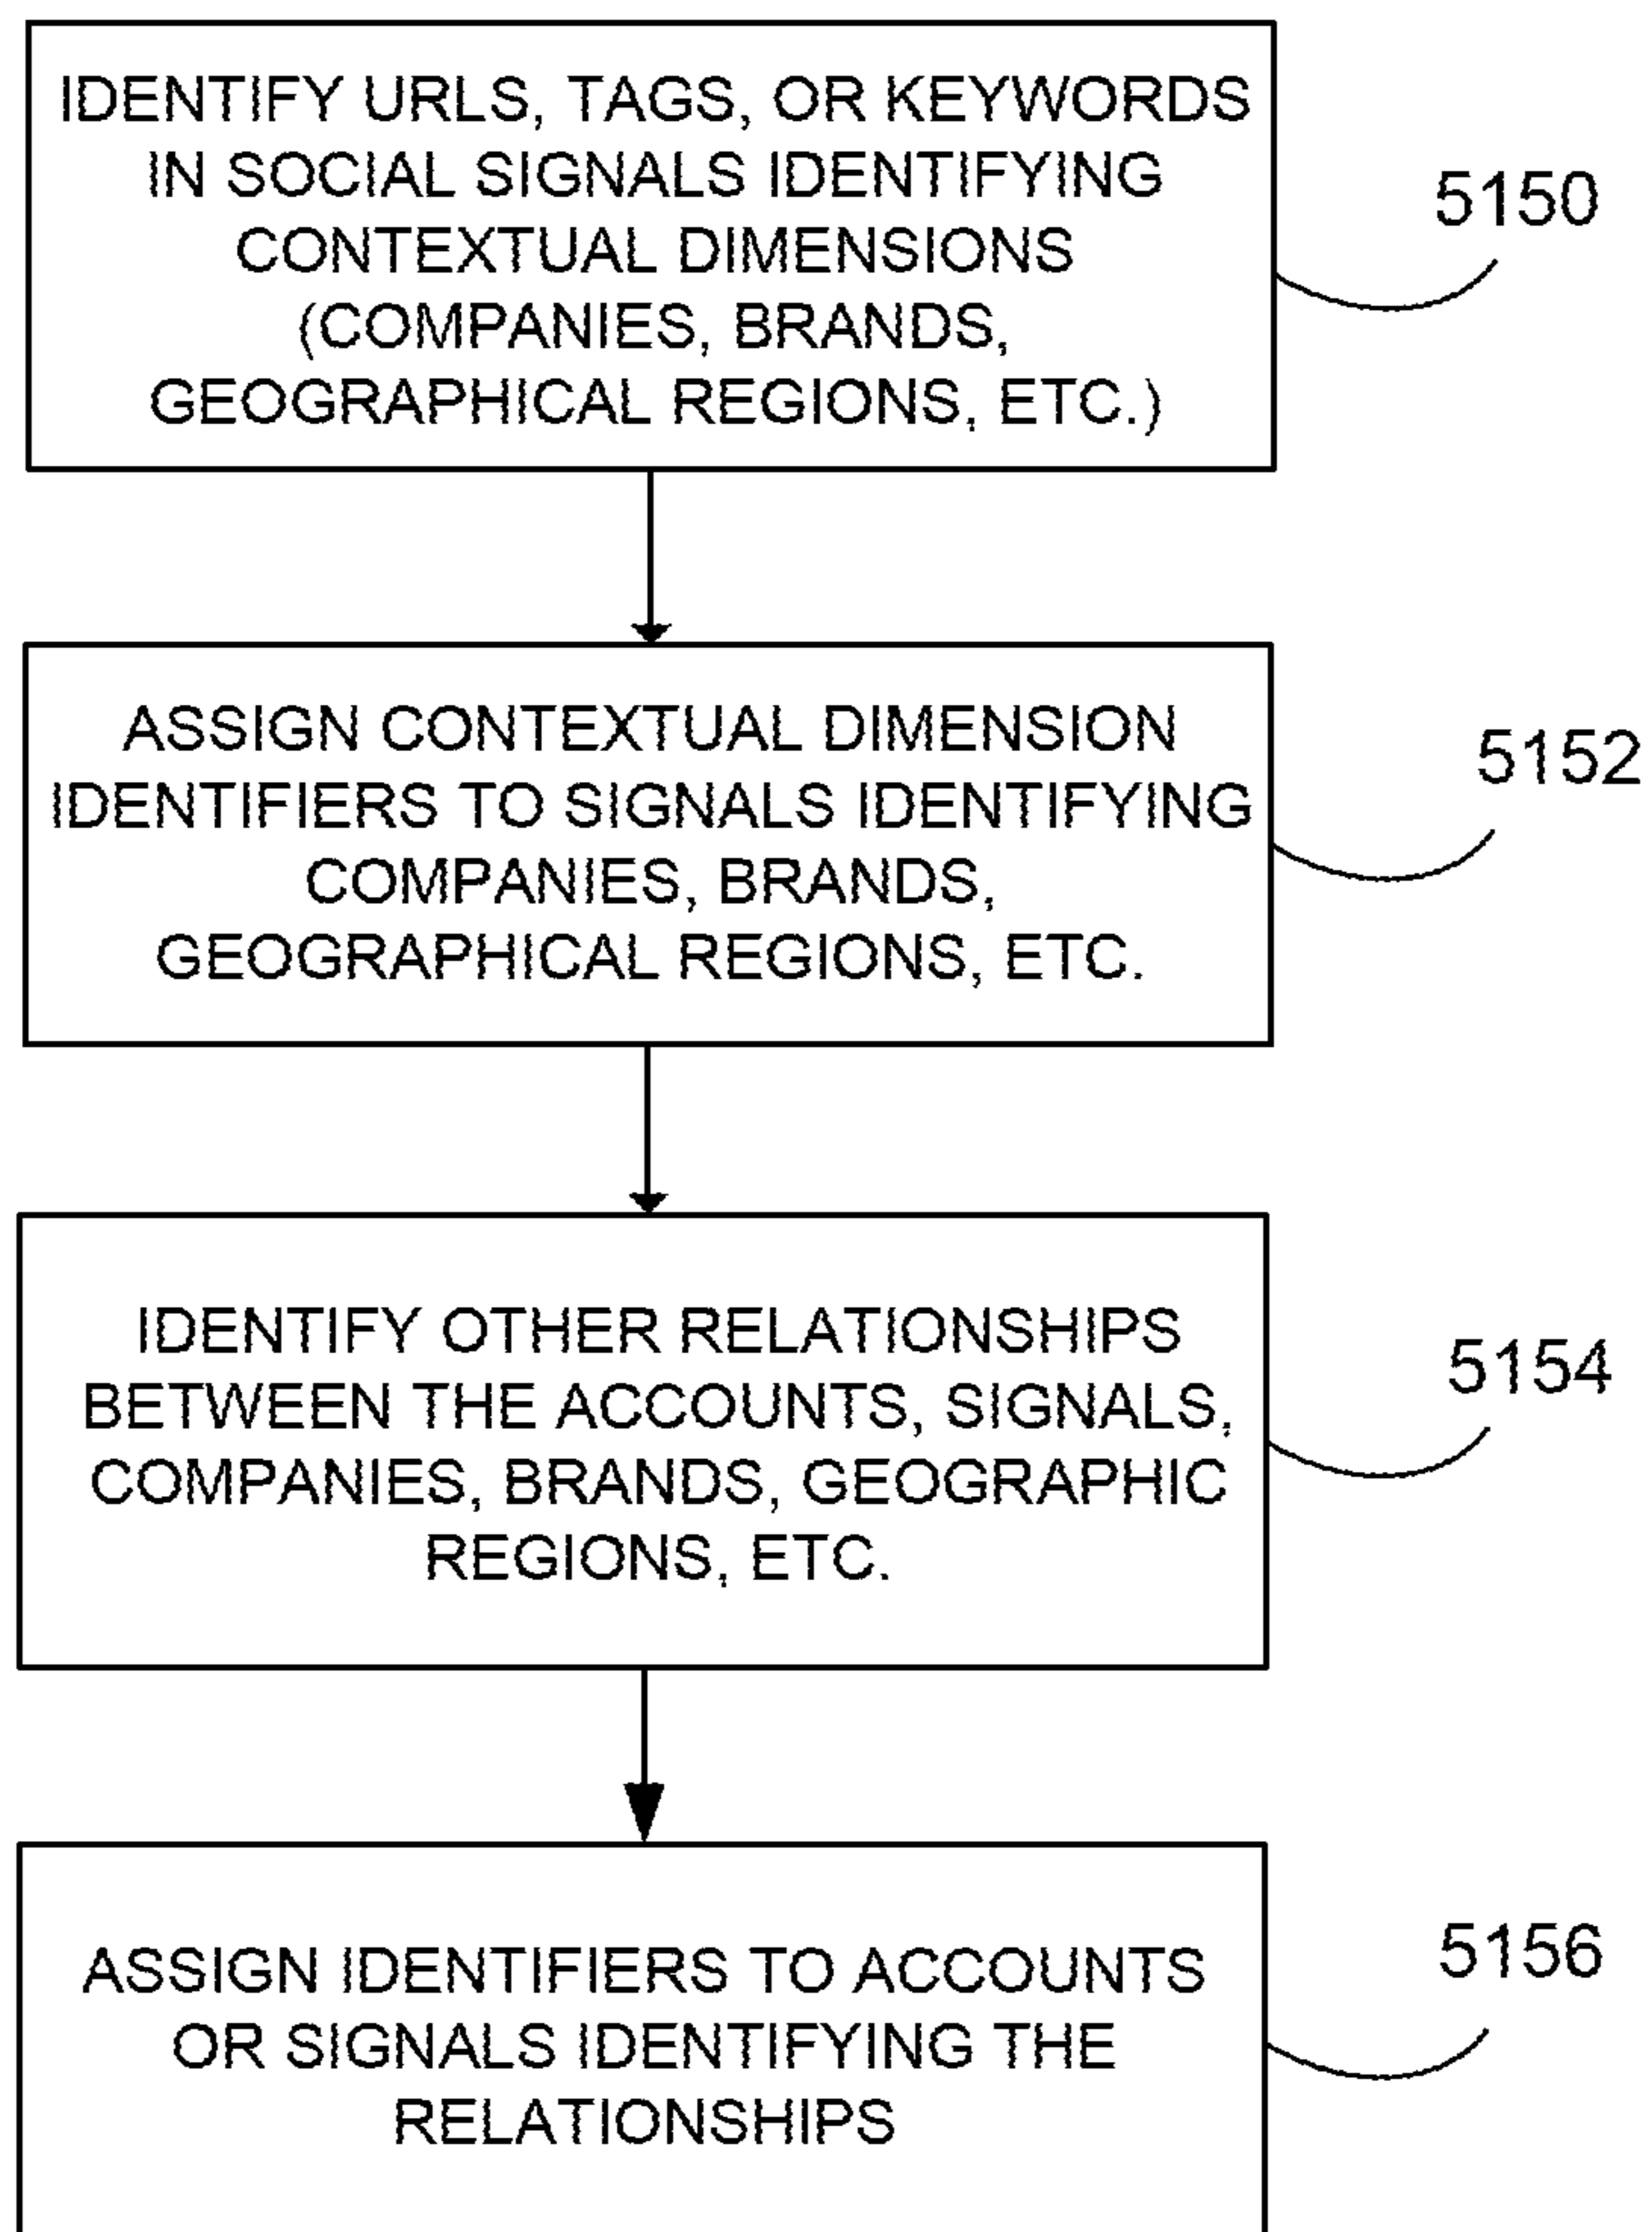 IDENTIFY URLS, TAGS, OR KEYWORDS
IN SOCIAL SIGNALS IDENTIFYING
CONTEXTUAL DIMENSIONS
(COMPANIES, BRANDS,
GEOGRAPHICAL REGIONS, ETC.)
5150
ASSIGN CONTEXTUAL DIMENSION
IDENTIFIERS TO SIGNALS IDENTIFYING
COMPANIES, BRANDS,
GEOGRAPHICAL REGIONS, ETC.
5152
IDENTIFY OTHER RELATIONSHIPS
BETWEEN THE ACCOUNTS, SIGNALS,
COMPANIES, BRANDS, GEOGRAPHIC
REGIONS, ETC.
5154
ASSIGN IDENTIFIERS TO ACCOUNTS
OR SIGNALS IDENTIFYING THE
RELATIONSHIPS
5156